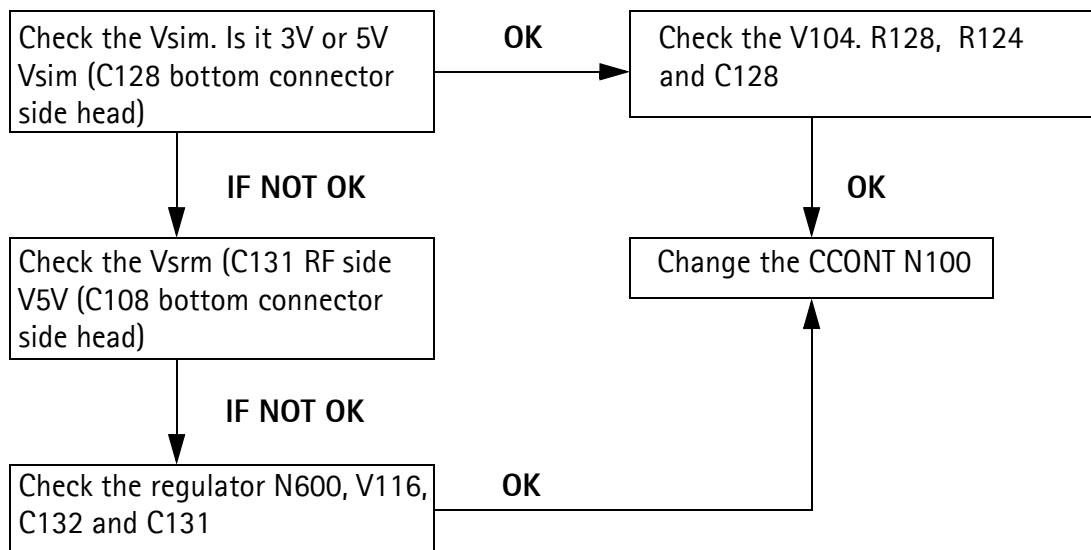 Check the Vsim. Is it 3V or 5V
Vsim (C128 bottom connector
side head)
OK
Check the V104. R128, R124
and C128
IF NOT OK
OK
Check the Vsrm (C131 RF side
V5V (C108 bottom connector
side head)
Change the CCONT N100
IF NOT OK
Check the regulator N600, V116,
C132 and C131
OK